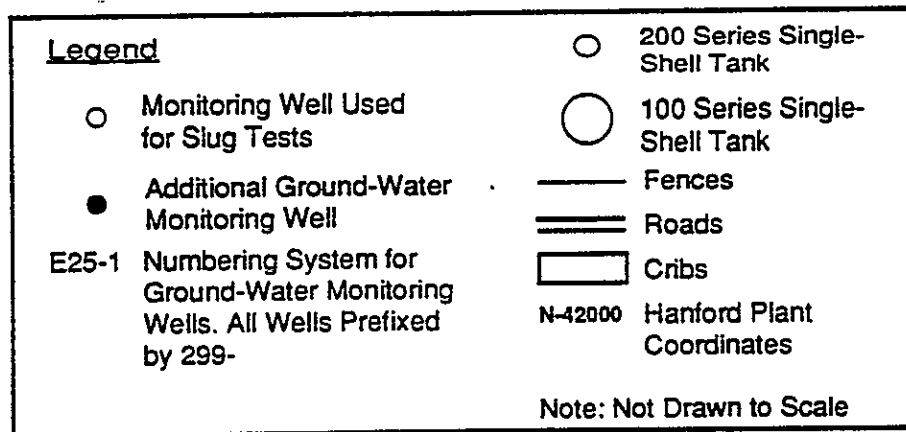 Legend
Monitoring Well Used
for Slug Tests
Additional Ground-Water
Monitoring Well
E25-1 Numbering System for
Ground-Water Monitoring
Wells. All Wells Prefixed
by 299-
200 Series Single-
Shell Tank
100 Series Single-
Shell Tank
Fences
Roads
Cribs
N-42000 Hanford Plant
Coordinates
Note: Not Drawn to Scale